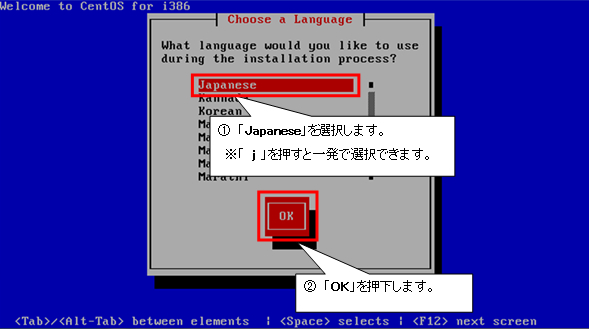 Welcome to CentOS for i386
Choose a Language
What language would you like to use
during the installation process?
Japanese
Kannada
Korean
① 「Japanese」を選択します。
※「 j 」を押すと一発で選択できます。
Marathi
OK
② 「OK」を押下します。
<Tab>/<Alt-Tab> between elements | <Space> selects | <F12> next screen